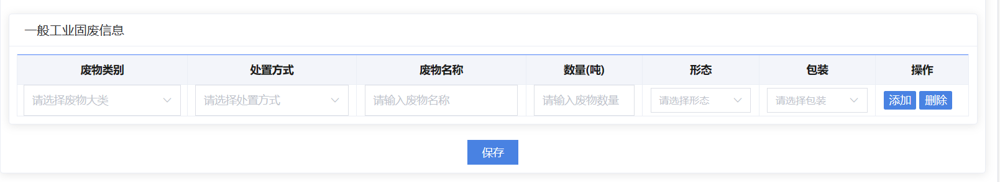 一般工业固废信息
废物类别 处置方式 废物名称 数量(吨) 形态 包装 操作
请选择废物大类 请选择处置方式 请输入废物名称 请输入废物数量 请选择形态 请选择包装 添加 删除
保存